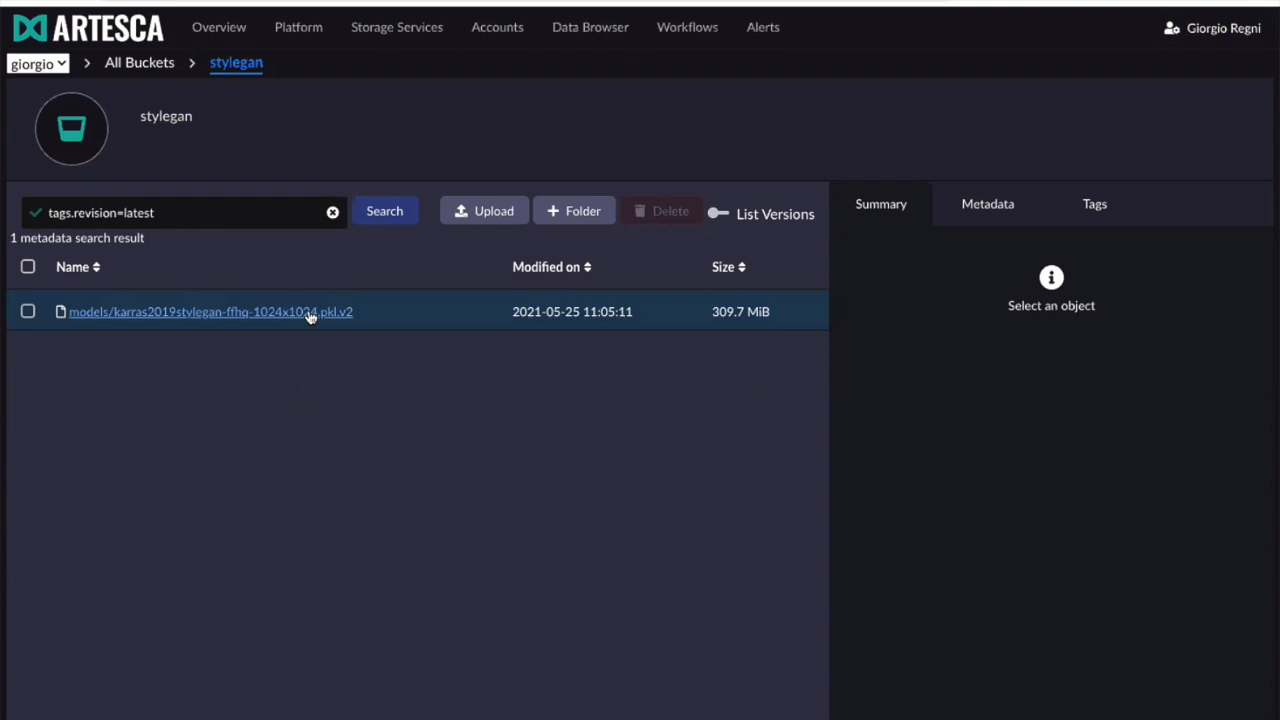 ARTESCA
Overview
Platform
Storage Services
Accounts
Data Browser
Workflows
Alerts
Giorgio Regni
giorgio
All Buckets
stylegan
stylegan
tags.revision=latest
Search
Upload
+ Folder
Delete
List Versions
1 metadata search result
Name
Modified on
Size
models/karras2019stylegan-ffhq-1024x1024.pkl.v2
2021-05-25 11:05:11
309.7 MiB
Summary
Metadata
Tags
Select an object